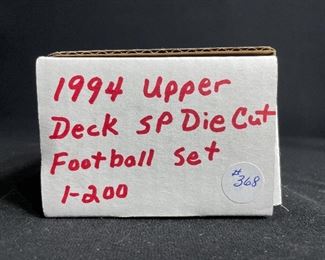 1994 Upper
Deck SP Die Cut
Football Set
1-200
# 368